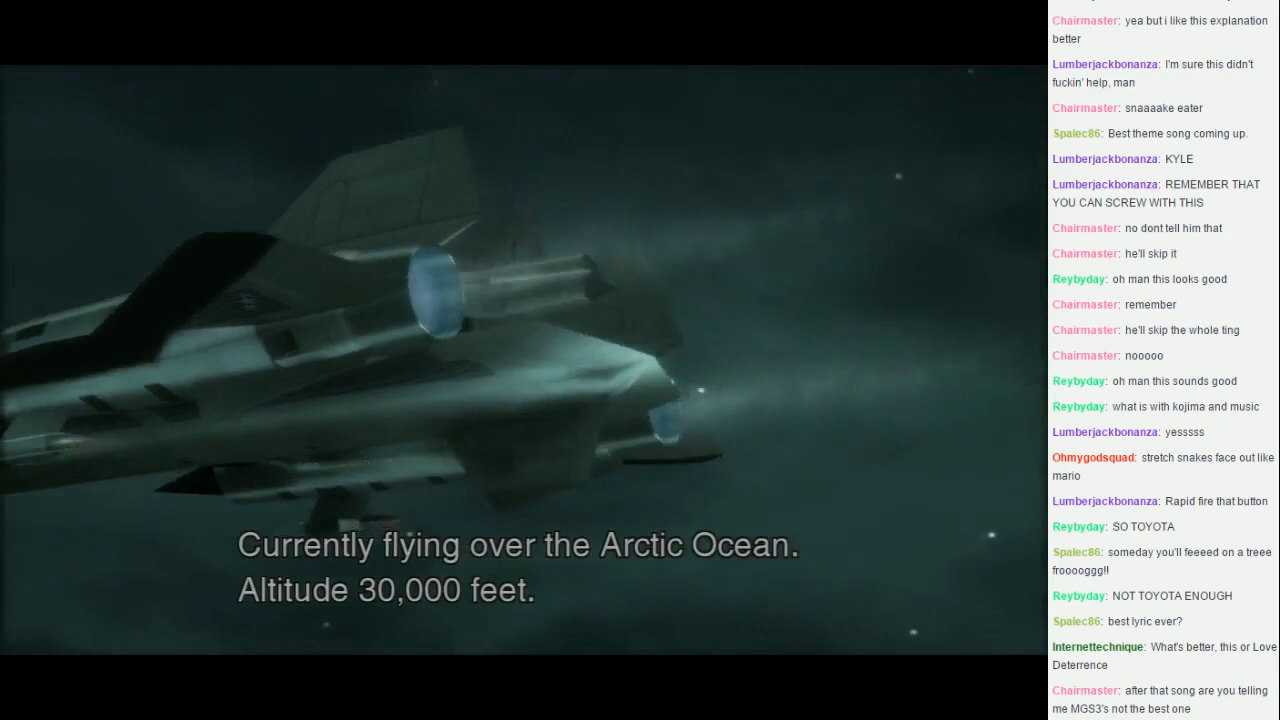 Currently flying over the Arctic Ocean.
Altitude 30,000 feet.
Chairmaster: yea but i like this explanation
better
Lumberjackbonanza: I'm sure this didn't
fuckin' help, man
Chairmaster: snaaaake eater
Spalec86: Best theme song coming up.
Lumberjackbonanza: KYLE
Lumberjackbonanza: REMEMBER THAT
YOU CAN SCREW WITH THIS
Chairmaster: no dont tell him that
Chairmaster: he'll skip it
Reybyday: oh man this looks good
Chairmaster: remember
Chairmaster: he'll skip the whole ting
Chairmaster: nooooo
Reybyday: oh man this sounds good
Reybyday: what is with kojima and music
Lumberjackbonanza: yesssss
Ohmygodsquad: stretch snakes face out like
mario
Lumberjackbonanza: Rapid fire that button
Reybyday: SO TOYOTA
Spalec86: someday you'll feeeed on a treee
frooooggg!!
Reybyday: NOT TOYOTA ENOUGH
Spalec86: best lyric ever?
Internettechnique: What's better, this or Love
Deterrence
Chairmaster: after that song are you telling
me MGS3's not the best one